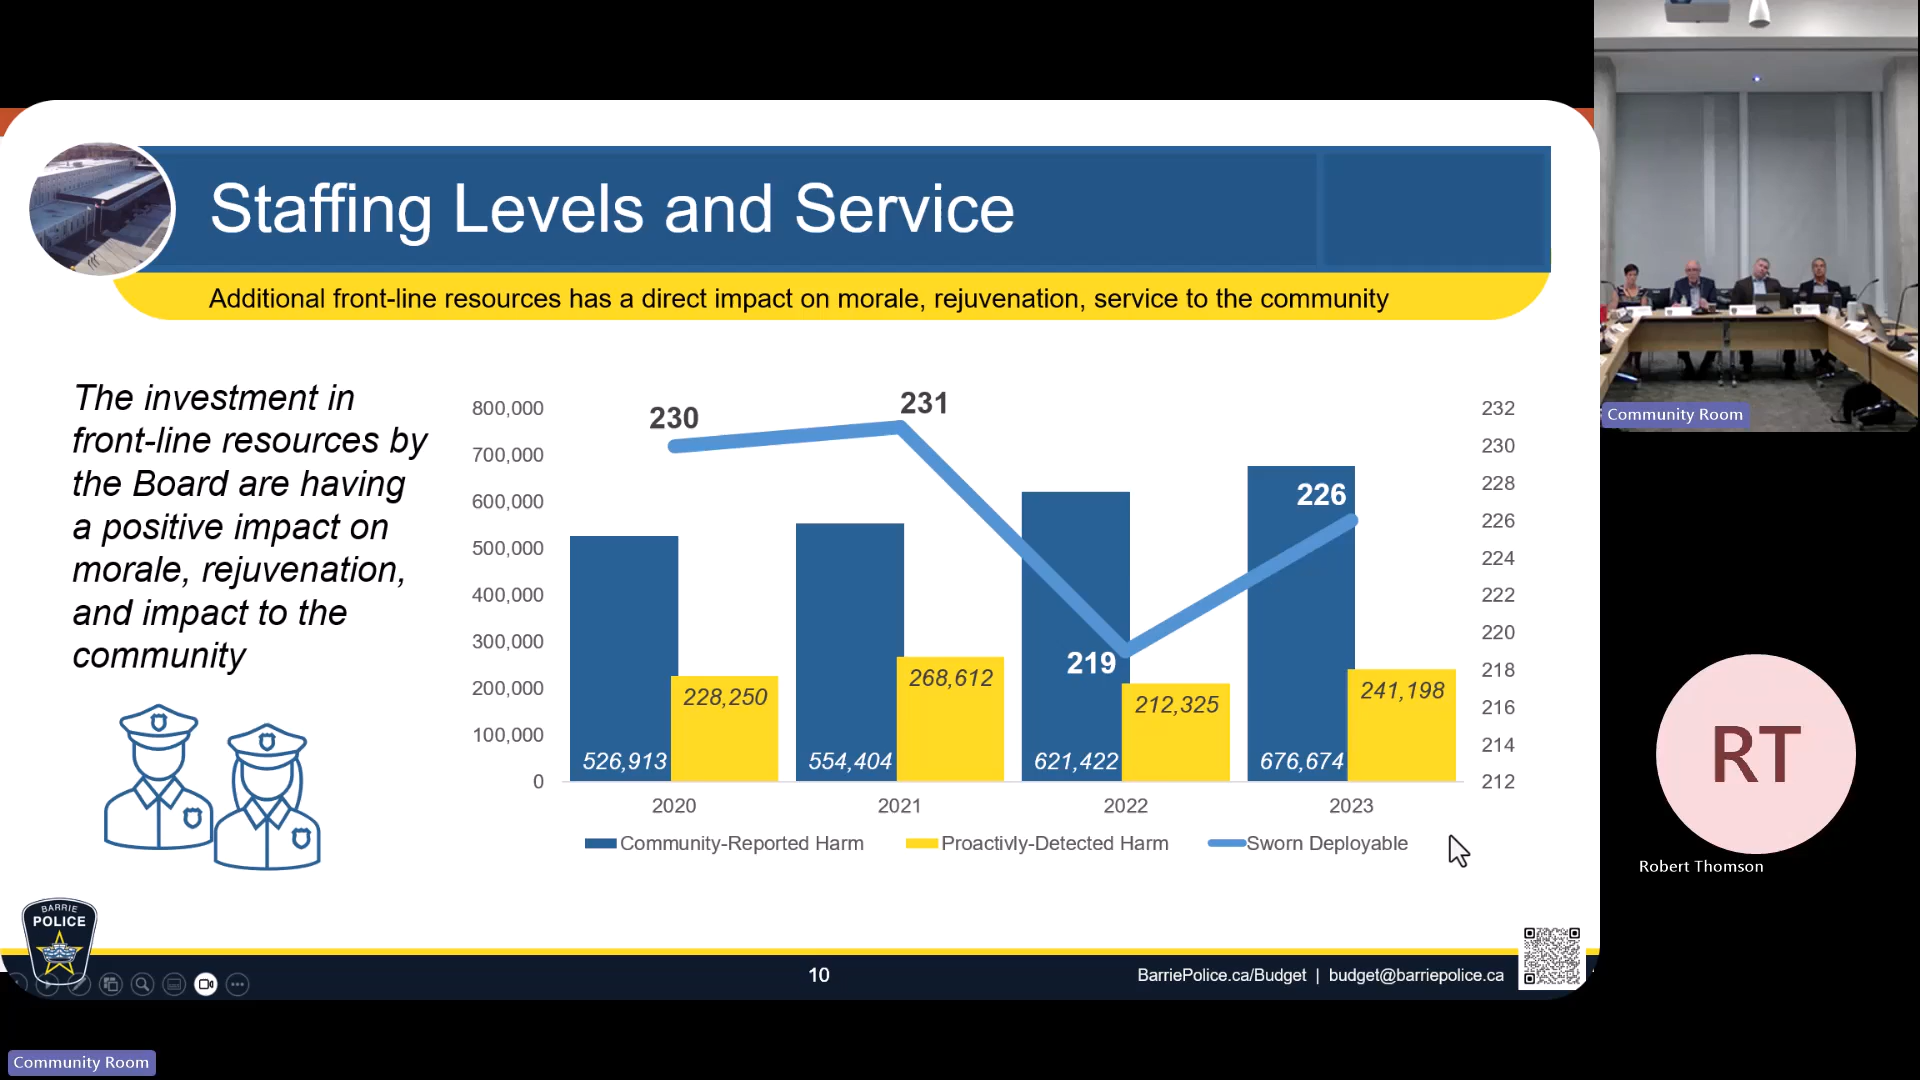 Staffing Levels and Service
Additional front-line resources has a direct impact on morale, rejuvenation, service to the community
The investment in
front-line resources by
the Board are having
a positive impact on
morale, rejuvenation,
and impact to the
community
800,000
700,000
600,000
500,000
400,000
300,000
200,000
100,000
0
230
231
219
226
526,913
228,250
554,404
268,612
621,422
212,325
676,674
241,198
232
230
228
226
224
222
220
218
216
214
212
2020 2021 2022 2023
Community-Reported Harm Proactivly-Detected Harm Sworn Deployable
BARRIE
POLICE
10
BarriePolice.ca/Budget | budget@barriepolice.ca
Community Room
Community Room
RT
Robert Thomson